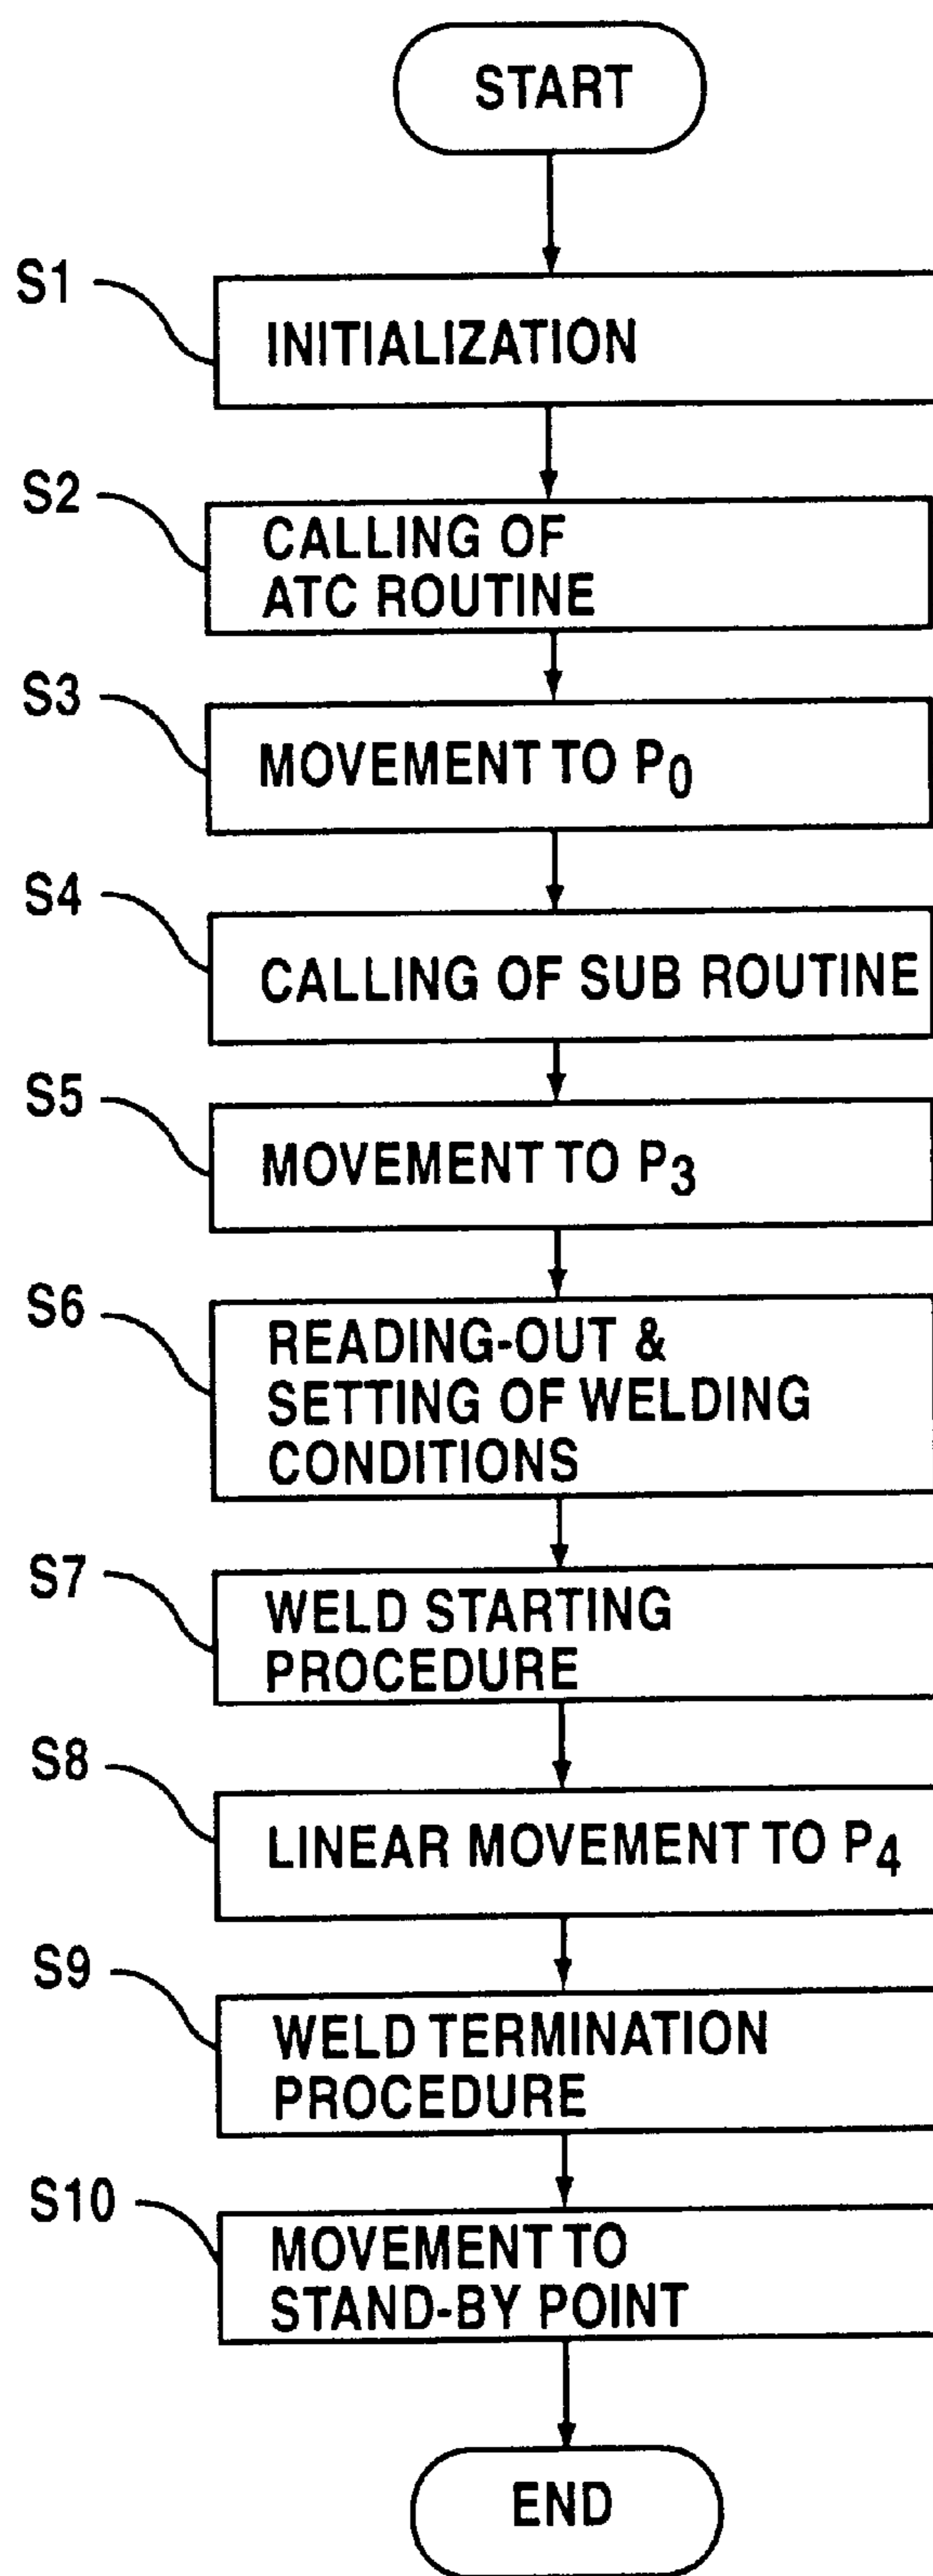 START
S1
INITIALIZATION
S2
CALLING OF
ATC ROUTINE
S3
MOVEMENT TO P0
S4
CALLING OF SUB ROUTINE
S5
MOVEMENT TO P3
S6
READING-OUT &
SETTING OF WELDING
CONDITIONS
S7
WELD STARTING
PROCEDURE
S8
LINEAR MOVEMENT TO P4
S9
WELD TERMINATION
PROCEDURE
S10
MOVEMENT TO
STAND-BY POINT
END